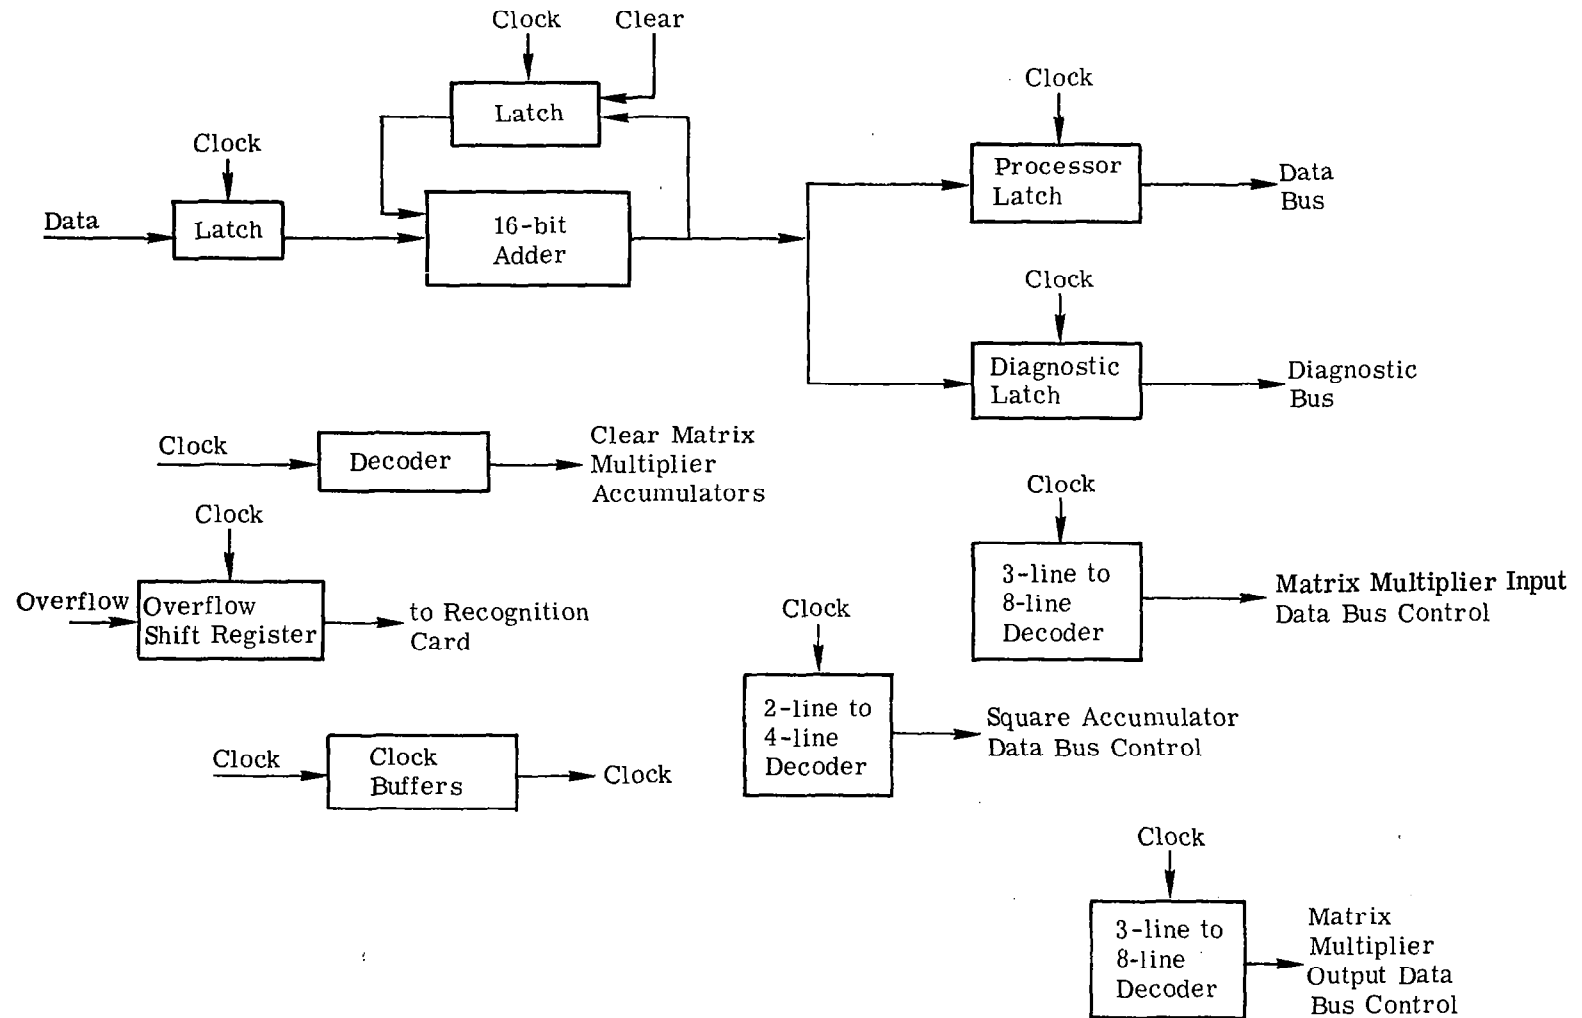 Clock
Clear
Latch
Clock
Data
Latch
16-bit
Adder
Clock
Processor
Latch
Data
Bus
Clock
Diagnostic
Latch
Diagnostic
Bus
Clock
Decoder
Clear Matrix
Multiplier
Accumulators
Clock
Overflow
Overflow
Shift Register
to Recognition
Card
Clock
3-line to
8-line
Decoder
Matrix Multiplier Input
Data Bus Control
Clock
2-line to
4-line
Decoder
Square Accumulator
Data Bus Control
Clock
Clock
Buffers
Clock
Clock
3-line to
8-line
Decoder
Matrix
Multiplier
Output Data
Bus Control